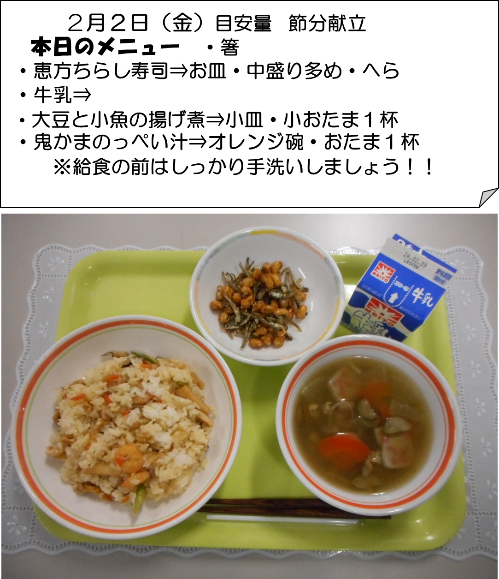 ２月２日（金）目安量　節分献立
本日のメニュー　・箸
・恵方ちらし寿司⇒お皿・中盛り多め・へら
・牛乳⇒
・大豆と小魚の揚げ煮⇒小皿・小おたま１杯
・鬼かまのっぺい汁⇒オレンジ碗・おたま１杯
※給食の前はしっかり手洗いしましょう！！
牛乳